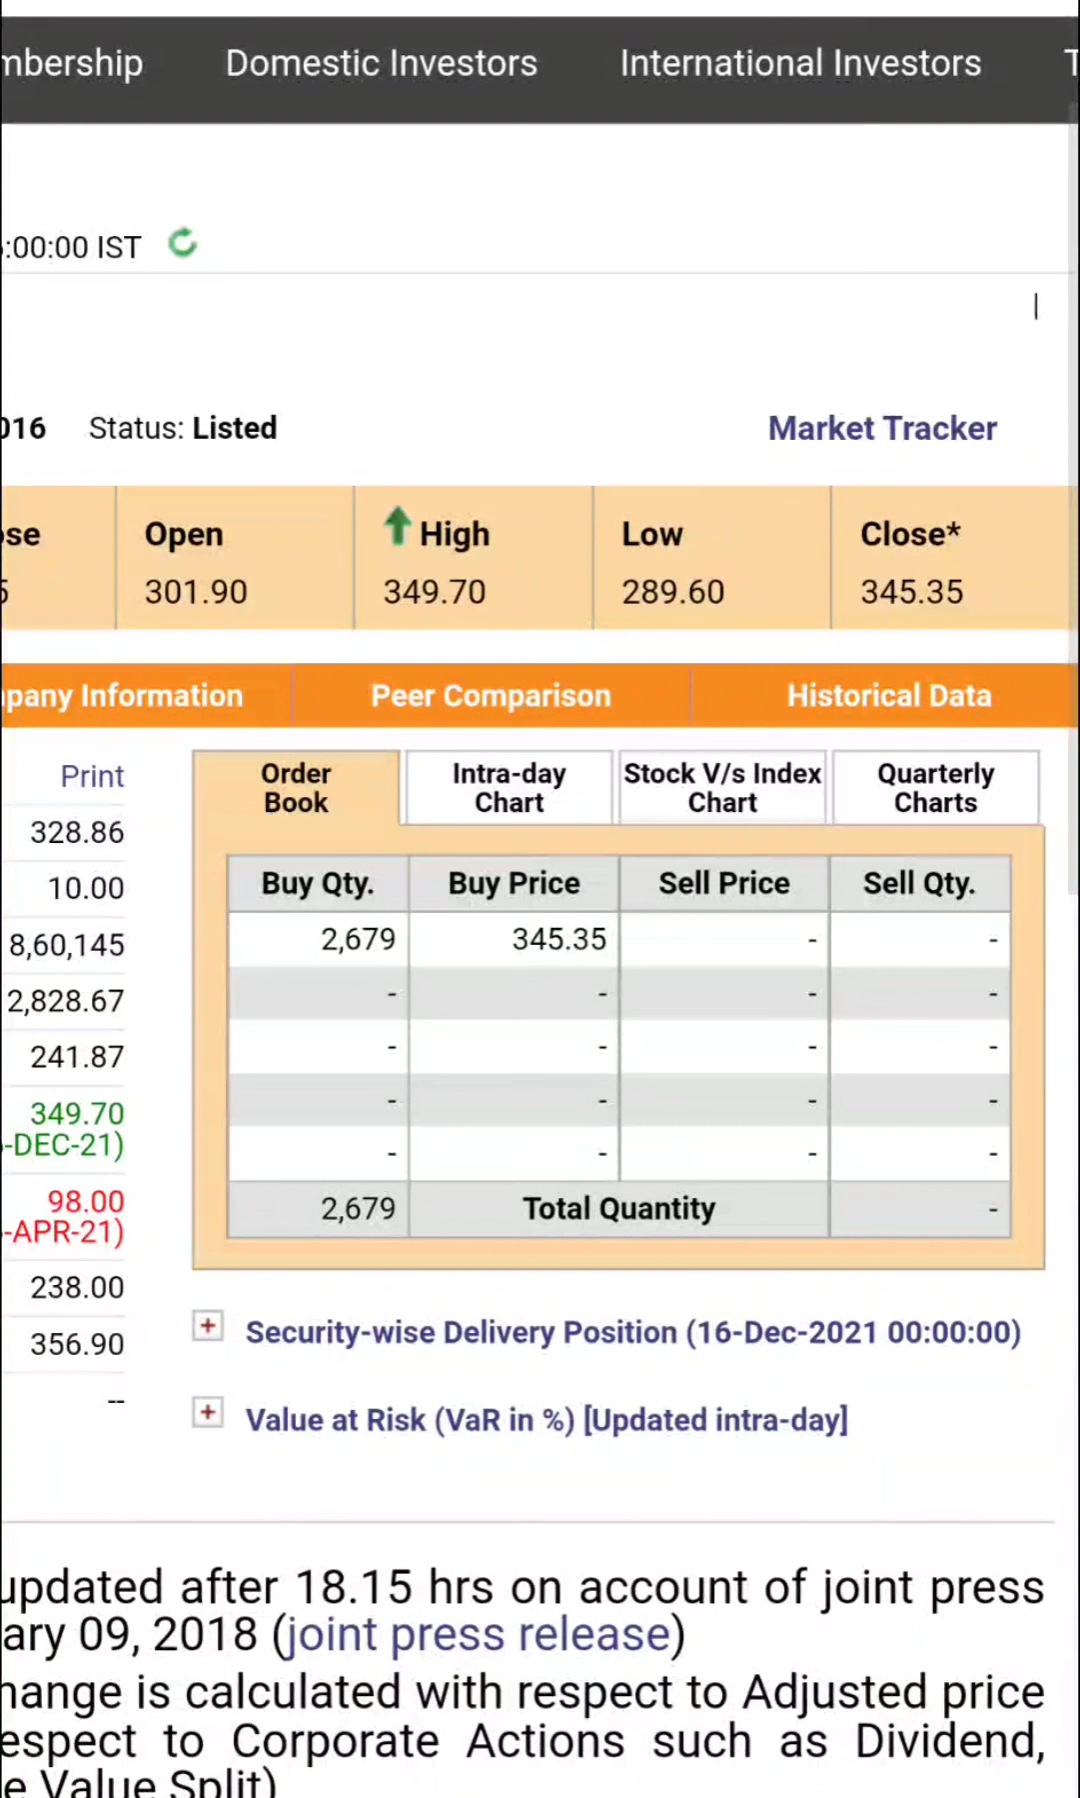 mbership Domestic Investors International Investors T
:00:00 IST
|
016 Status: Listed Market Tracker
se Open High Low Close*
5 301.90 349.70 289.60 345.35
pany Information Peer Comparison Historical Data
Print
328.86
10.00
8,60,145
2,828.67
241.87
349.70
-DEC-21)
98.00
-APR-21)
238.00
356.90
--
Order Book Intra-day Chart Stock V/s Index Chart Quarterly Charts
Buy Qty. Buy Price Sell Price Sell Qty.
2,679 345.35 - -
- - - -
- - - -
- - - -
- - - -
2,679 Total Quantity -
+ Security-wise Delivery Position (16-Dec-2021 00:00:00)
+ Value at Risk (VaR in %) [Updated intra-day]
updated after 18.15 hrs on account of joint press
ary 09, 2018 (joint press release)
hange is calculated with respect to Adjusted price
espect to Corporate Actions such as Dividend,
e Value Split)